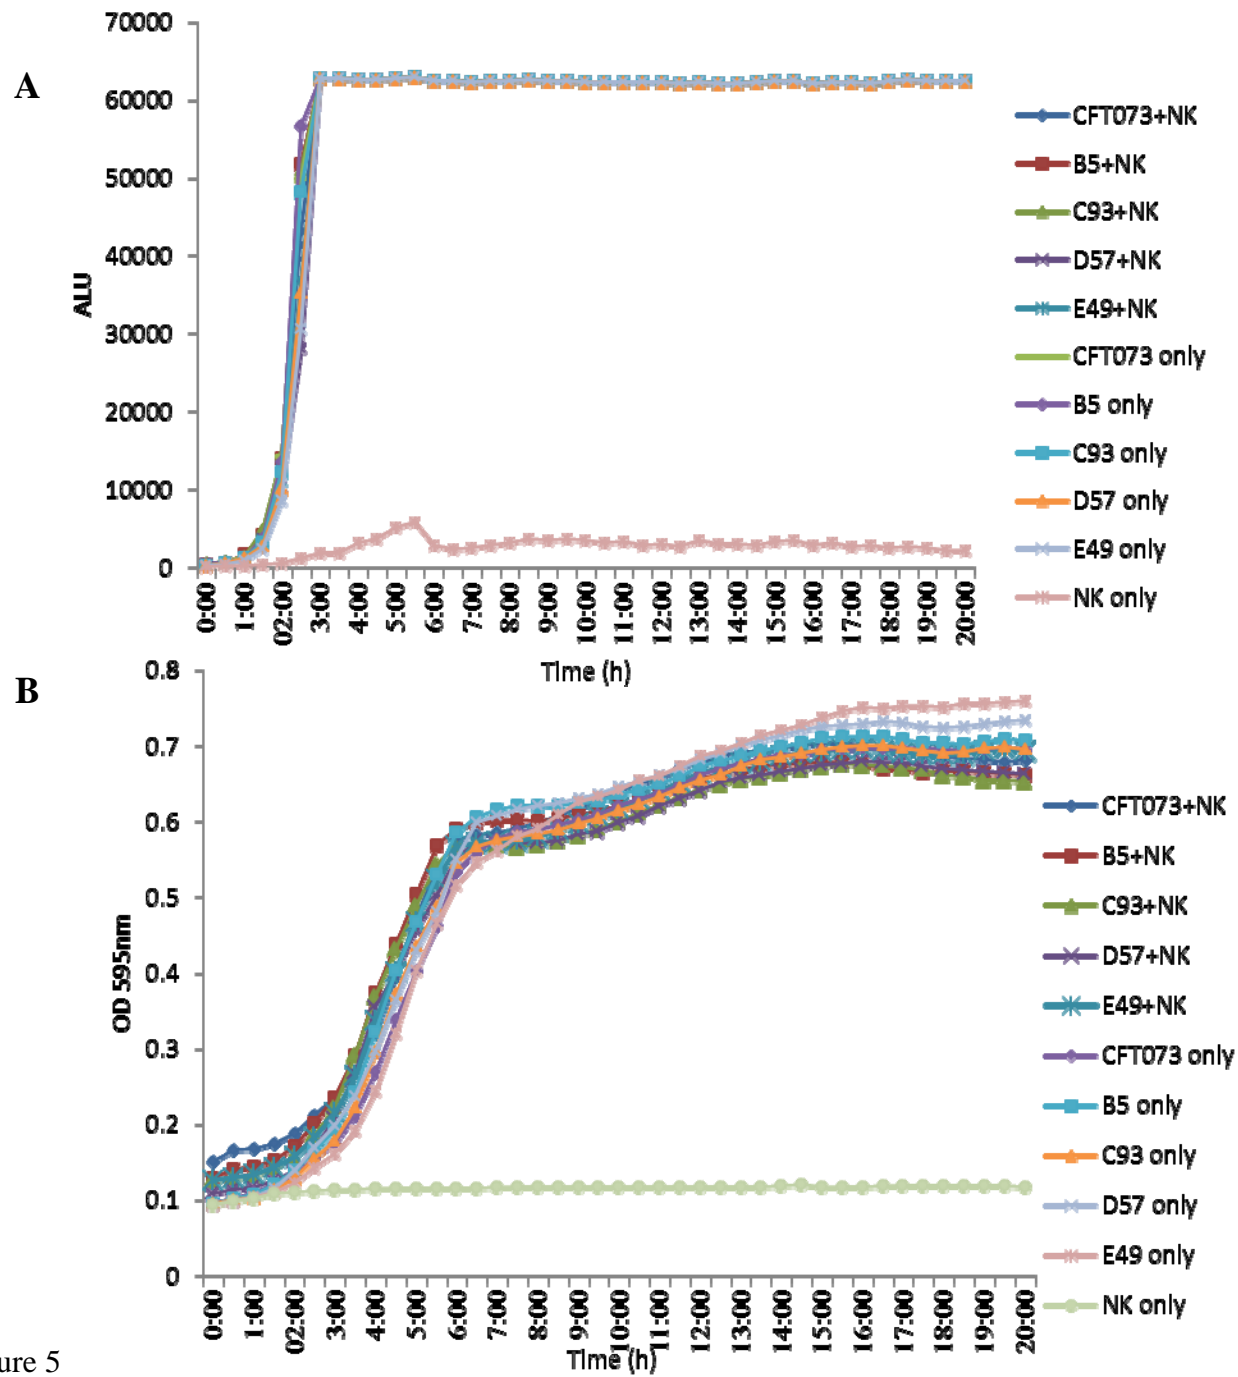 A
70000
60000
50000
40000
30000
20000
10000
0
ALU
0:00
1:00
02:00
3:00
4:00
5:00
6:00
7:00
8:00
9:00
10:00
11:00
12:00
13:00
14:00
15:00
16:00
17:00
18:00
19:00
20:00
Time (h)
CFT073+NK
B5+NK
C93+NK
D57+NK
E49+NK
CFT073 only
B5 only
C93 only
D57 only
E49 only
NK only
B
0.8
0.7
0.6
0.5
0.4
0.3
0.2
0.1
0
OD 595nm
0:00
1:00
02:00
3:00
4:00
5:00
6:00
7:00
8:00
9:00
10:00
11:00
12:00
13:00
14:00
15:00
16:00
17:00
18:00
19:00
20:00
Time (h)
CFT073+NK
B5+NK
C93+NK
D57+NK
E49+NK
CFT073 only
B5 only
C93 only
D57 only
E49 only
NK only
ure 5